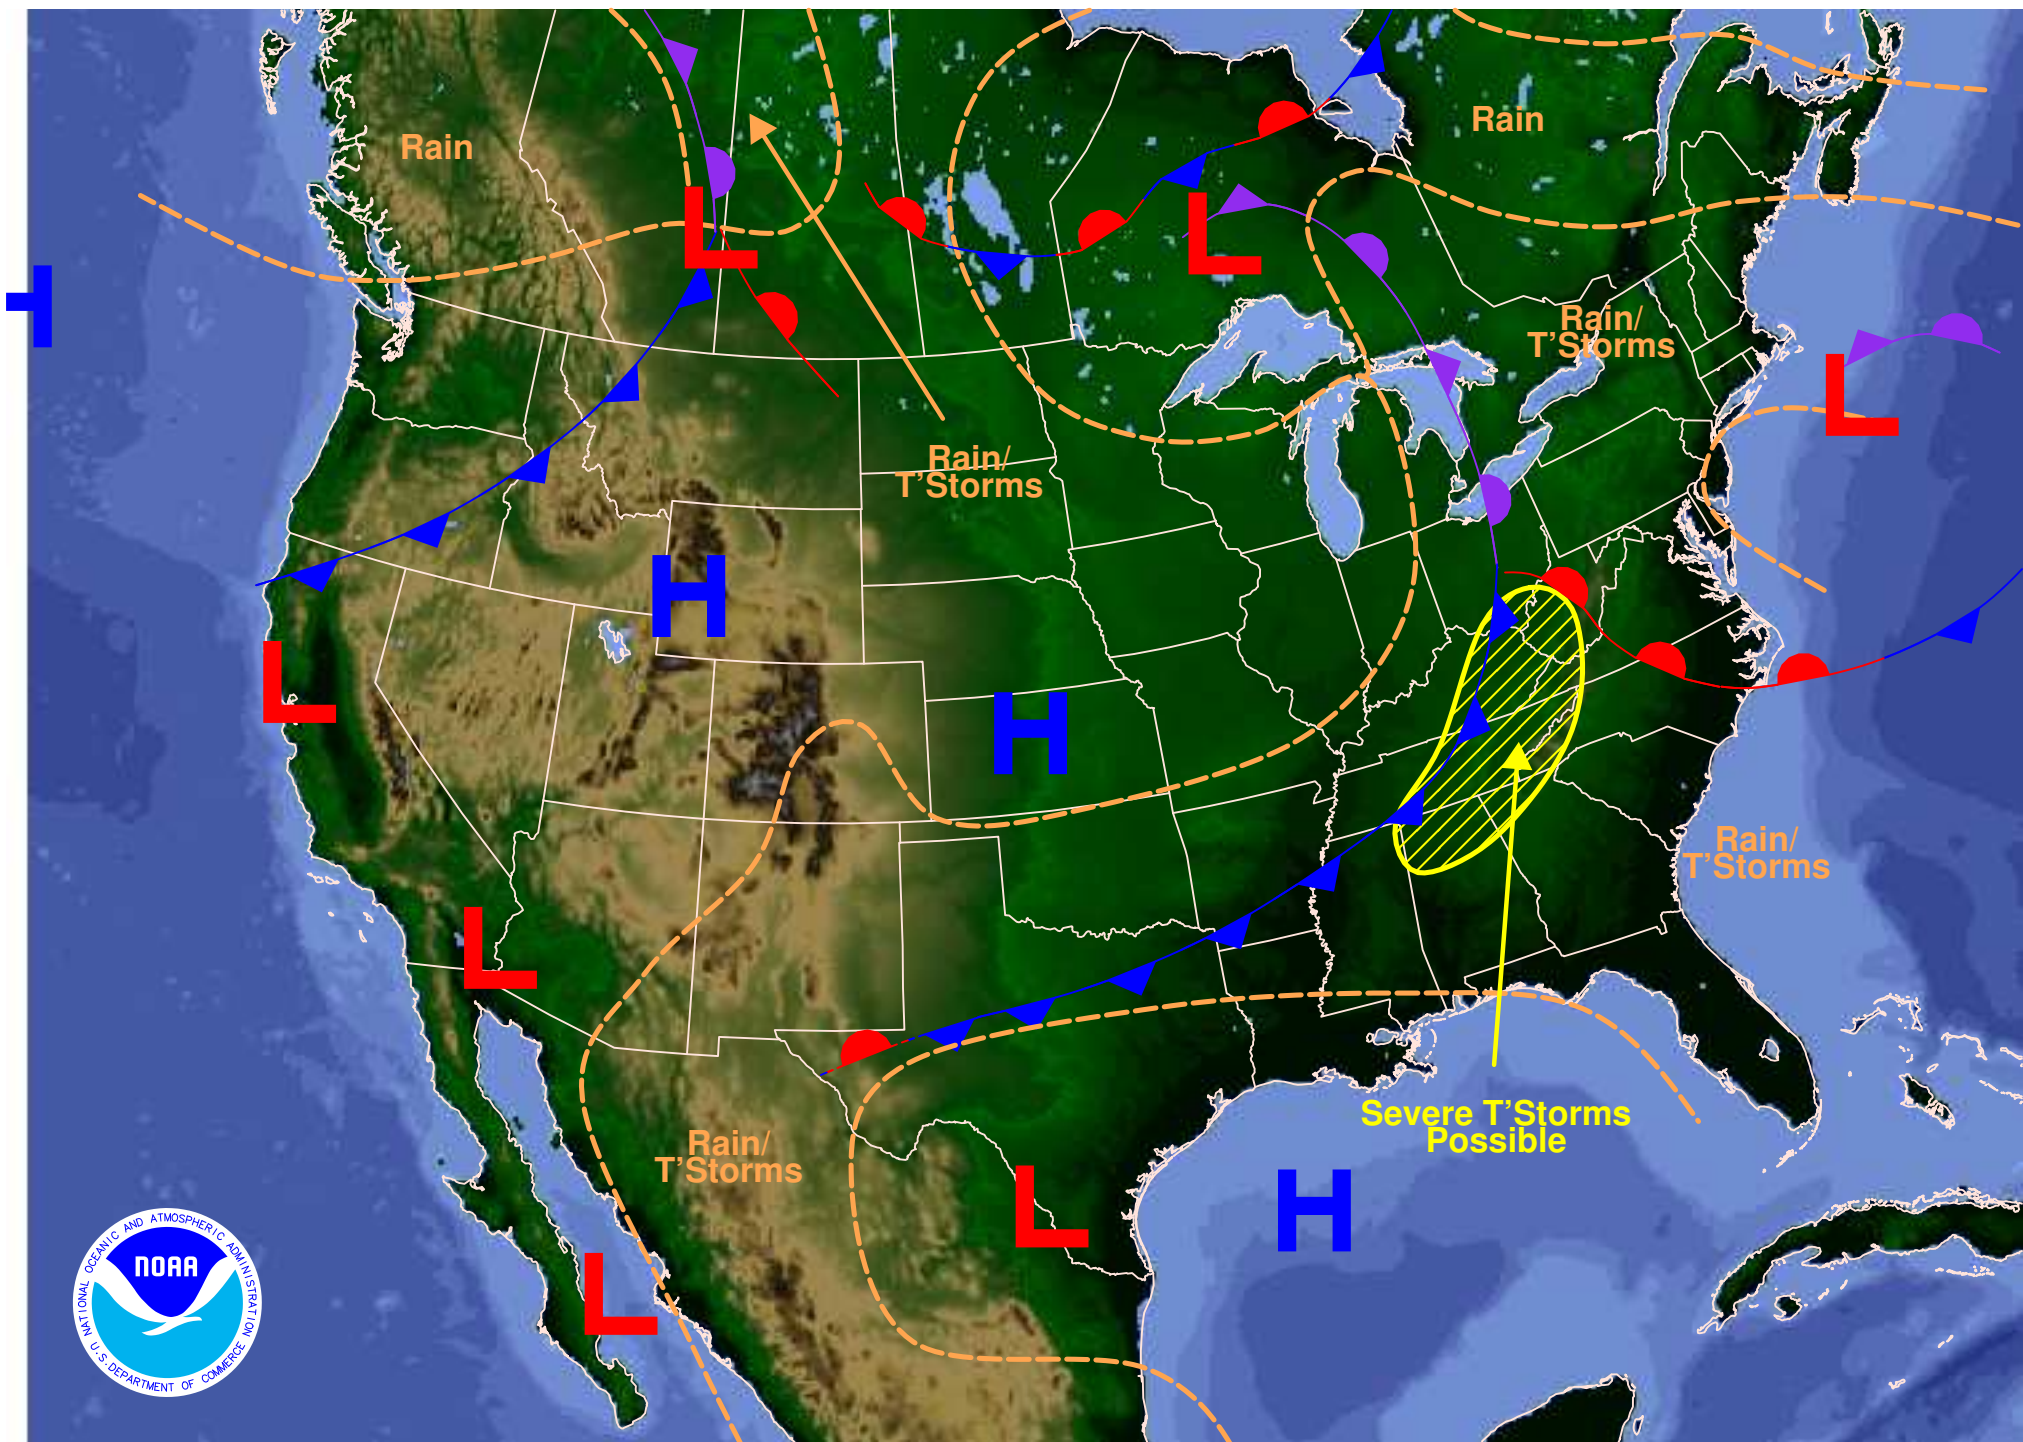 Rain
Rain
H
L
L
Rain/
T'Storms
L
Rain/
T'Storms
H
L
H
Rain/
T'Storms
L
Severe T'Storms
Possible
Rain/
T'Storms
L
H
L
NATIONAL OCEANIC AND ATMOSPHERIC ADMINISTRATION
NOAA
U.S. DEPARTMENT OF COMMERCE